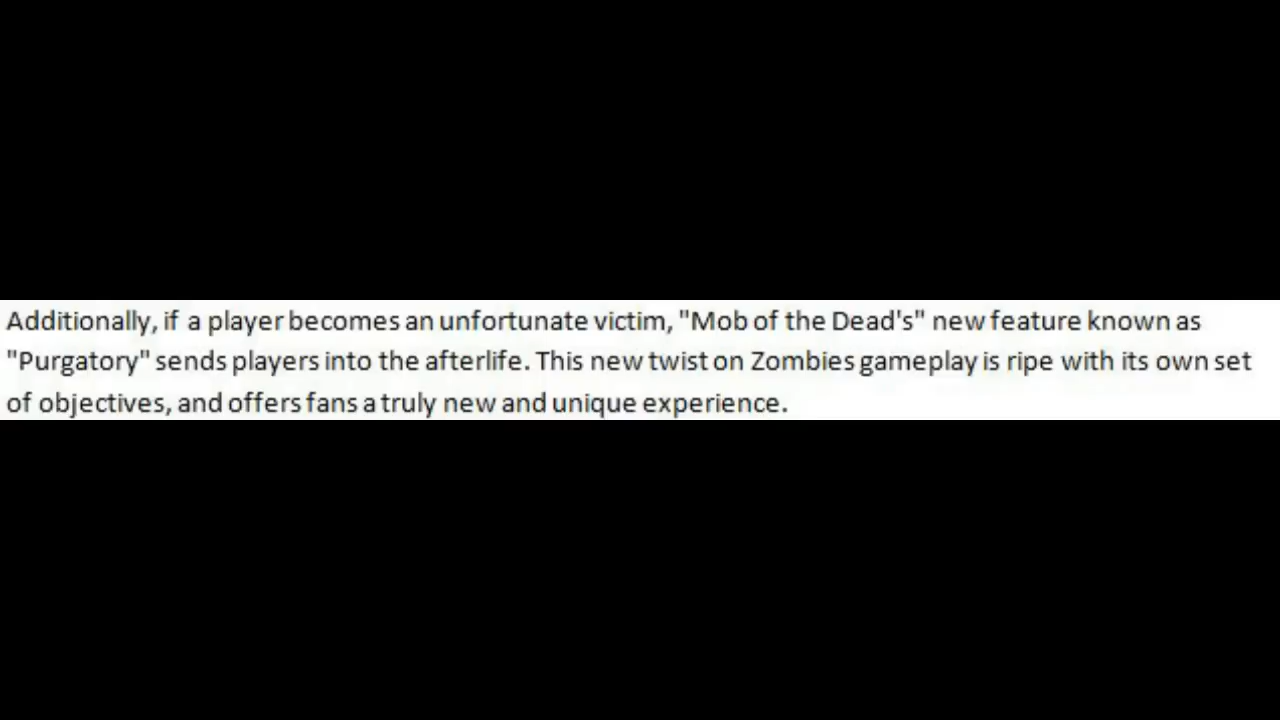 Additionally, if a player becomes an unfortunate victim, "Mob of the Dead's" new feature known as
"Purgatory" sends players into the afterlife. This new twist on Zombies gameplay is ripe with its own set
of objectives, and offers fans a truly new and unique experience.